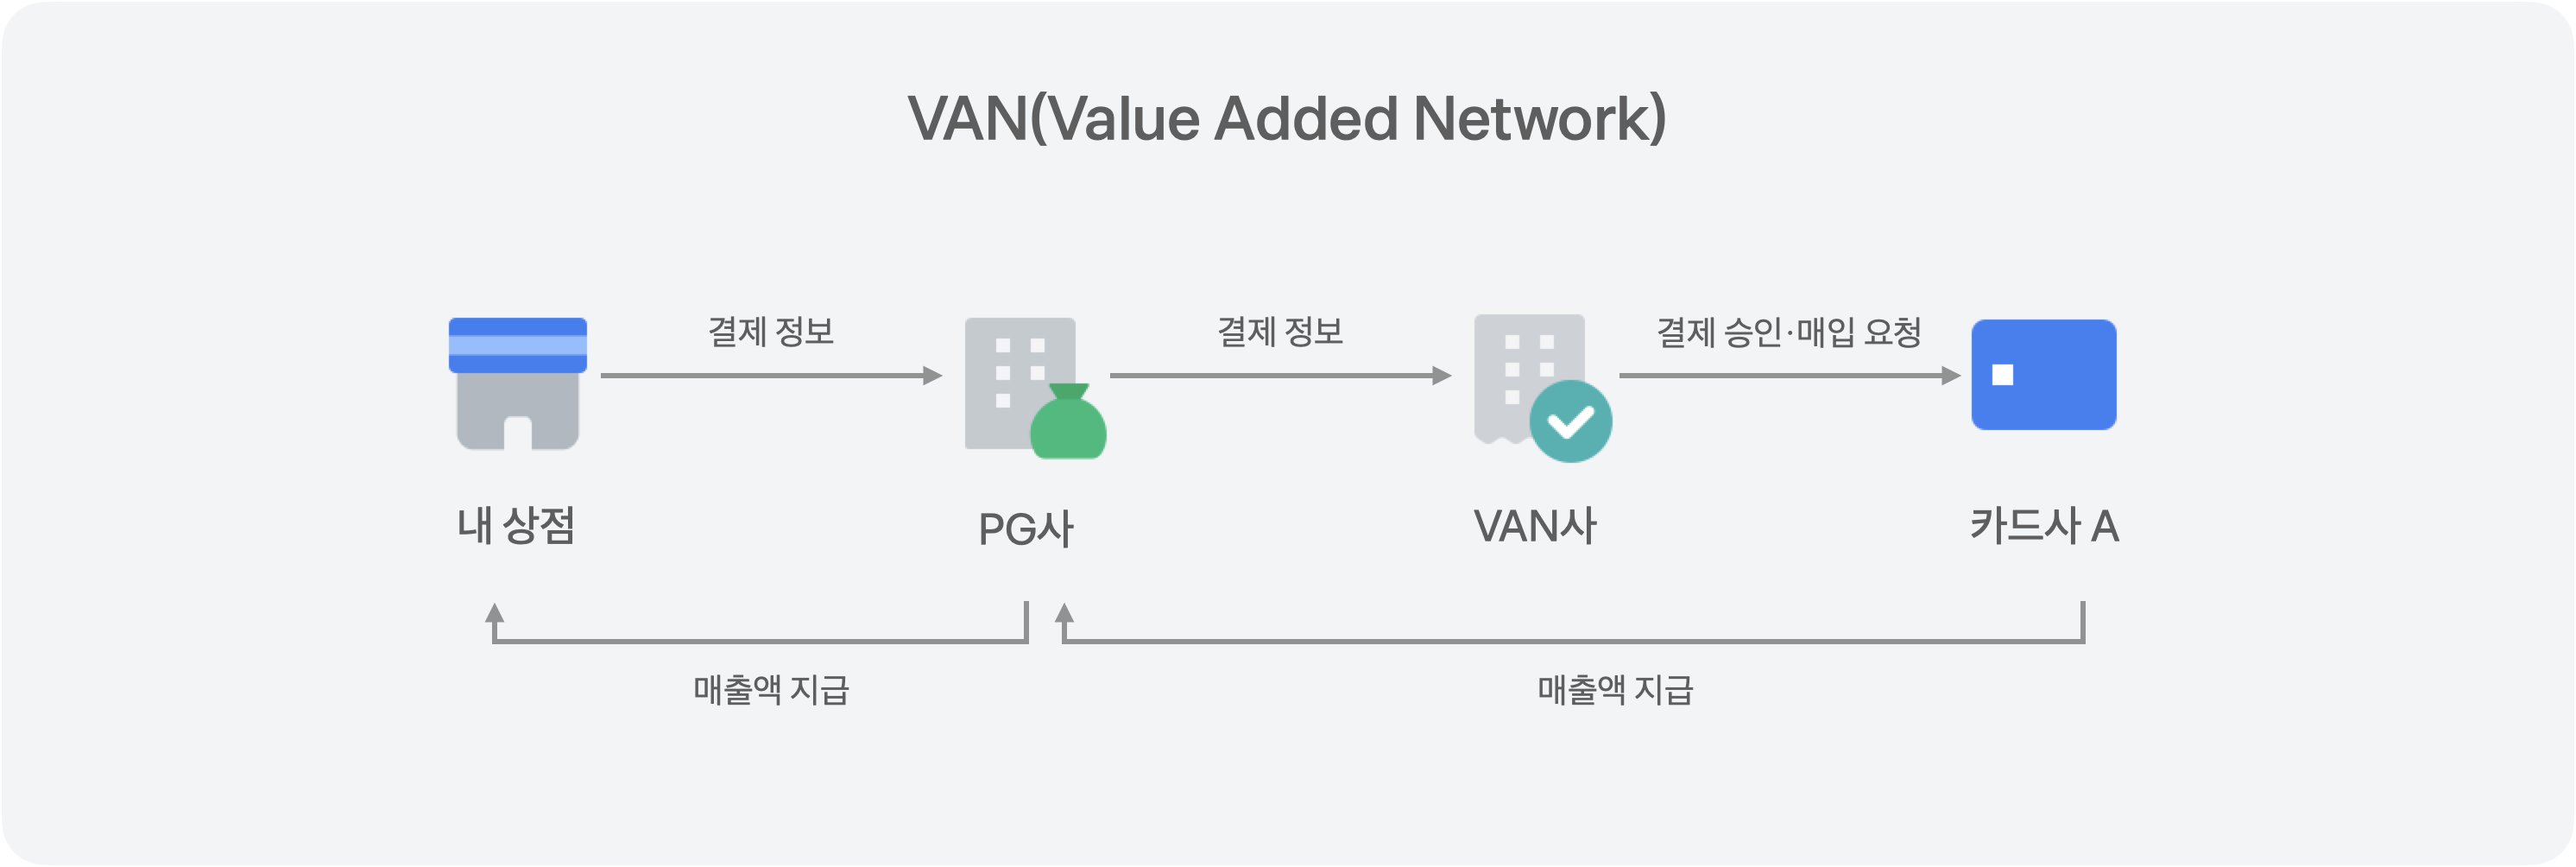 VAN(Value Added Network)
결제 정보
결제 정보
결제 승인·매입 요청
내 상점
PG사
VAN사
카드사 A
매출액 지급
매출액 지급